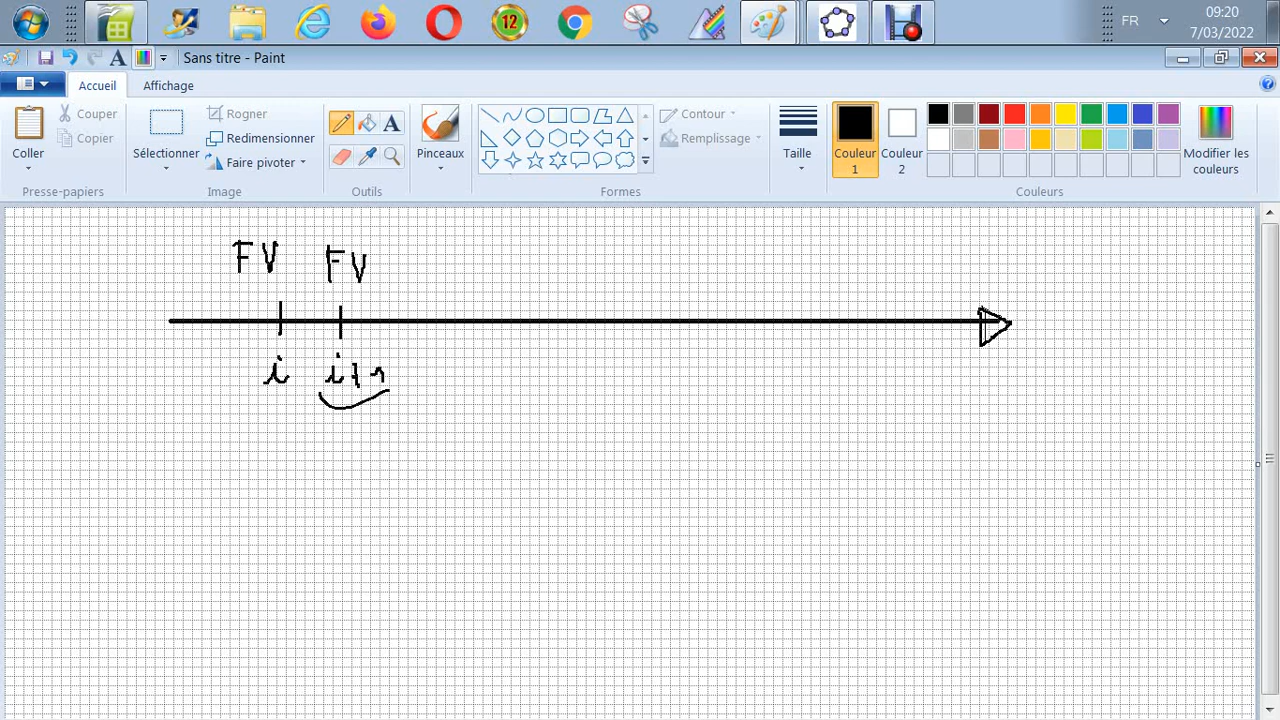 FR
09:20
7/03/2022
12
Sans titre - Paint
Accueil
Affichage
Coller
Couper
Copier
Presse-papiers
Sélectionner
Rogner
Redimensionner
Faire pivoter
Image
A
Outils
Pinceaux
Formes
Contour
Remplissage
Taille
Couleur
1
Couleur
2
Couleurs
Modifier les
couleurs
FV FV
i i+1